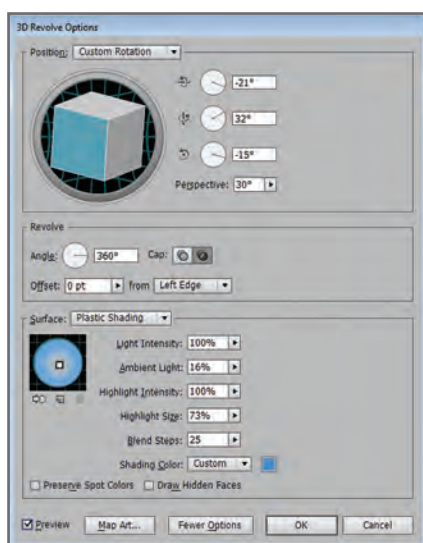 3D Revolve Options
Position: Custom Rotation
-21°
32°
-15°
Perspective: 30°
Revolve
Angle: 360° Cap:
Offset: 0 pt from Left Edge
Surface: Plastic Shading
Light Intensity: 100%
Ambient Light: 16%
Highlight Intensity: 100%
Highlight Size: 73%
Blend Steps: 25
Shading Color: Custom
Preserve Spot Colors Draw Hidden Faces
Preview Map Art... Fewer Options OK Cancel